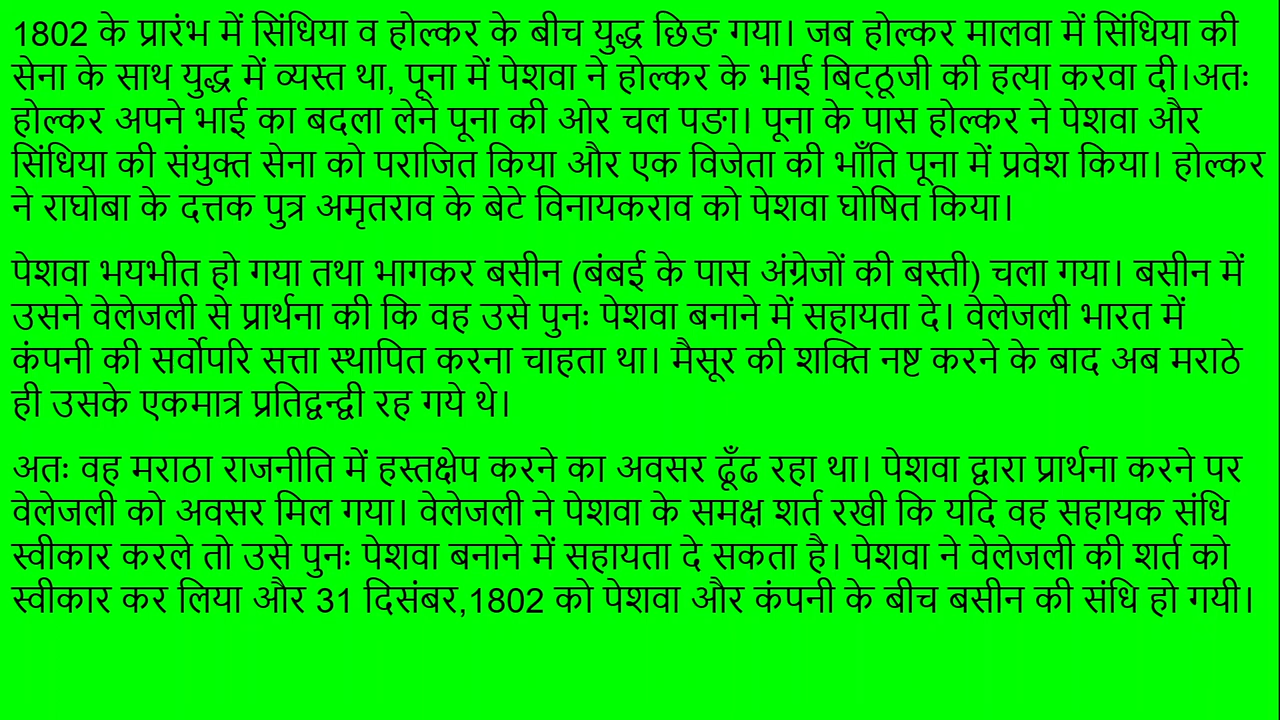 1802 के प्रारंभ में सिंधिया व होल्कर के बीच युद्ध छिङ गया। जब होल्कर मालवा में सिंधिया की
सेना के साथ युद्ध में व्यस्त था, पूना में पेशवा ने होल्कर के भाई बिट्ठूजी की हत्या करवा दी।अतः
होल्कर अपने भाई का बदला लेने पूना की ओर चल पङा। पूना के पास होल्कर ने पेशवा और
सिंधिया की संयुक्त सेना को पराजित किया और एक विजेता की भाँति पूना में प्रवेश किया। होल्कर
ने राघोबा के दत्तक पुत्र अमृतराव के बेटे विनायकराव को पेशवा घोषित किया।
पेशवा भयभीत हो गया तथा भागकर बसीन (बंबई के पास अंग्रेजों की बस्ती) चला गया। बसीन में
उसने वेलेजली से प्रार्थना की कि वह उसे पुनः पेशवा बनाने में सहायता दे। वेलेजली भारत में
कंपनी की सर्वोपरि सत्ता स्थापित करना चाहता था। मैसूर की शक्ति नष्ट करने के बाद अब मराठे
ही उसके एकमात्र प्रतिद्वन्द्वी रह गये थे।
अतः वह मराठा राजनीति में हस्तक्षेप करने का अवसर ढूँढ रहा था। पेशवा द्वारा प्रार्थना करने पर
वेलेजली को अवसर मिल गया। वेलेजली ने पेशवा के समक्ष शर्त रखी कि यदि वह सहायक संधि
स्वीकार करले तो उसे पुनः पेशवा बनाने में सहायता दे सकता है। पेशवा ने वेलेजली की शर्त को
स्वीकार कर लिया और 31 दिसंबर,1802 को पेशवा और कंपनी के बीच बसीन की संधि हो गयी।